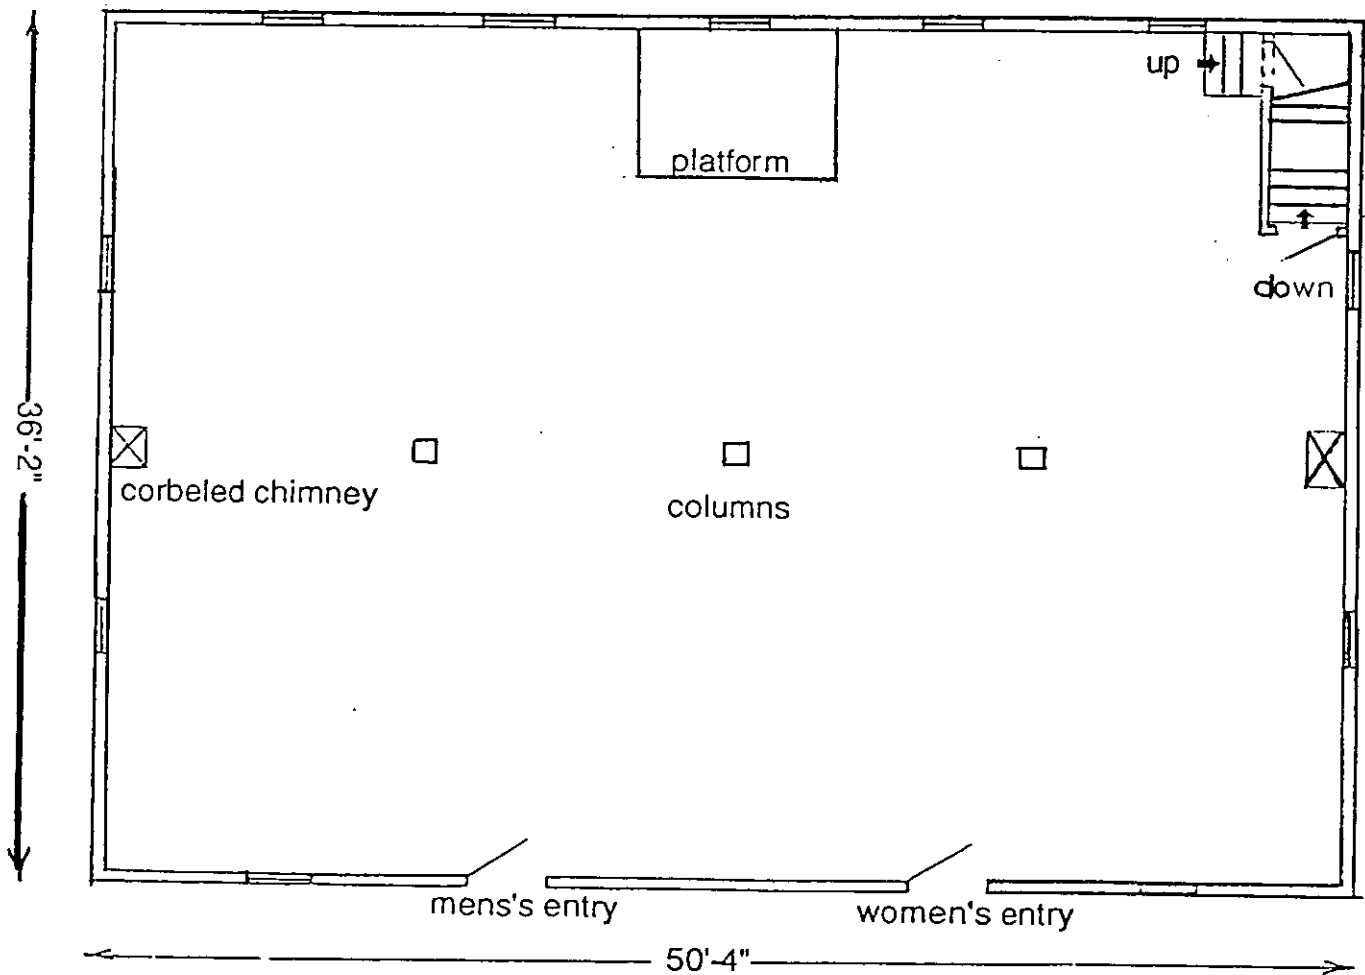 up
platform
down
36'-2"
corbeled chimney
columns
mens's entry
women's entry
50'-4"